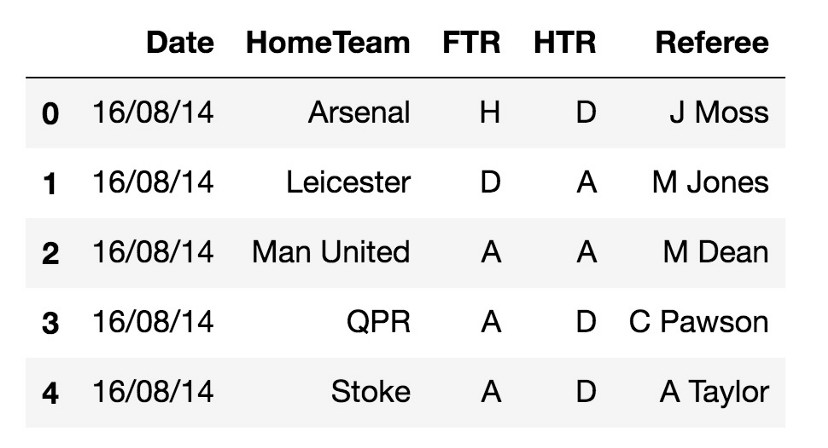 Date HomeTeam FTR HTR Referee
0 16/08/14 Arsenal H D J Moss
1 16/08/14 Leicester D A M Jones
2 16/08/14 Man United A A M Dean
3 16/08/14 QPR A D C Pawson
4 16/08/14 Stoke A D A Taylor